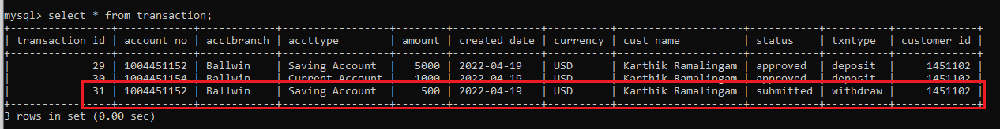 mysql> select * from transaction;
+----------------+------------+------------+-----------------+--------+--------------+----------+--------------------+-----------+----------+-------------+
| transaction_id | account_no | acctbranch | accttype | amount | created_date | currency | cust_name | status | txntype | customer_id |
+----------------+------------+------------+-----------------+--------+--------------+----------+--------------------+-----------+----------+-------------+
| 29 | 1004451152 | Ballwin | Saving Account | 5000 | 2022-04-19 | USD | Karthik Ramalingam | approved | deposit | 1451102 |
| 30 | 1004451154 | Ballwin | Current Account | 1000 | 2022-04-19 | USD | Karthik Ramalingam | approved | deposit | 1451102 |
| 31 | 1004451152 | Ballwin | Saving Account | 500 | 2022-04-19 | USD | Karthik Ramalingam | submitted | withdraw | 1451102 |
+----------------+------------+------------+-----------------+--------+--------------+----------+--------------------+-----------+----------+-------------+
3 rows in set (0.00 sec)